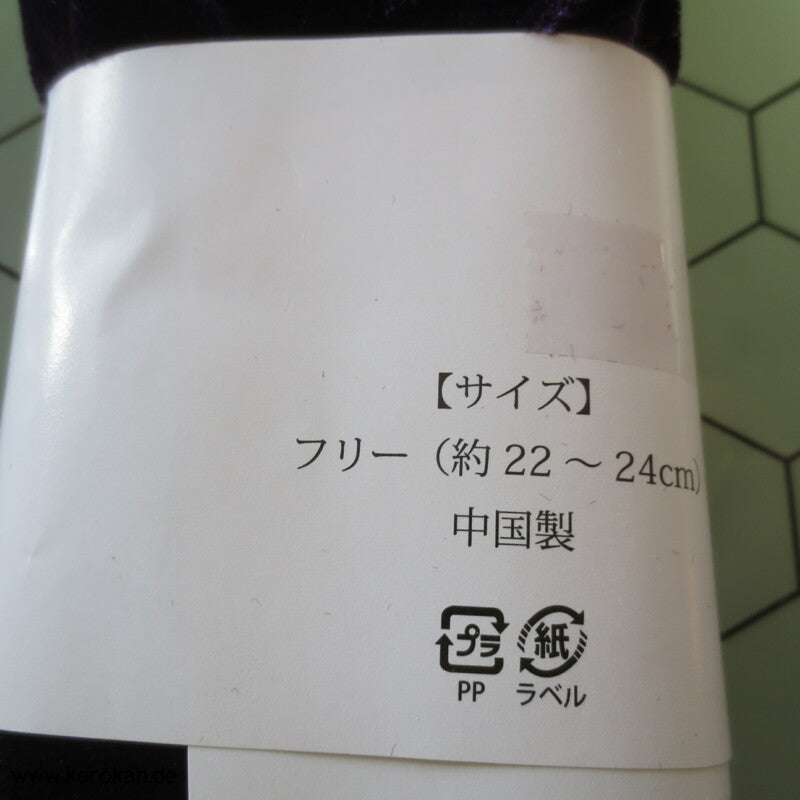 【サイズ】
フリー（約 22 ～ 24cm）
中国製
プラ 紙
PP ラベル
www.korokan.de